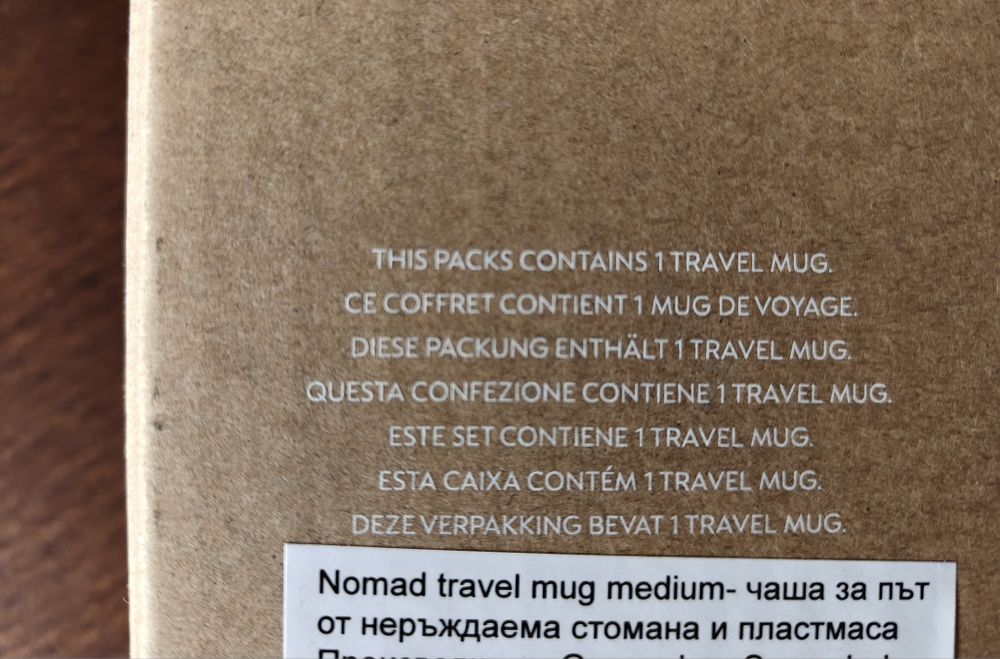 THIS PACKS CONTAINS 1 TRAVEL MUG.
CE COFFRET CONTIENT 1 MUG DE VOYAGE.
DIESE PACKUNG ENTHÄLT 1 TRAVEL MUG.
QUESTA CONFEZIONE CONTIENE 1 TRAVEL MUG.
ESTE SET CONTIENE 1 TRAVEL MUG.
ESTA CAIXA CONTÉM 1 TRAVEL MUG.
DEZE VERPAKKING BEVAT 1 TRAVEL MUG.
Nomad travel mug medium- чаша за път
от неръждаема стомана и пластмаса